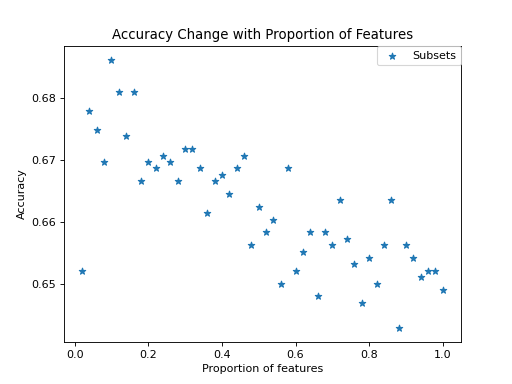 Accuracy Change with Proportion of Features
Subsets
0.68
0.67
0.66
0.65
Accuracy
0.0 0.2 0.4 0.6 0.8 1.0
Proportion of features